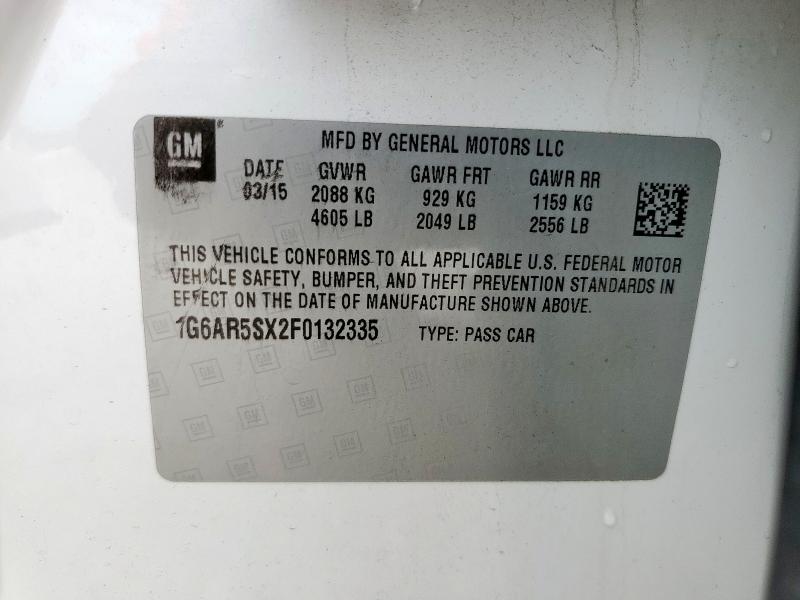 GM
MFD BY GENERAL MOTORS LLC
DATE GVWR GAWR FRT GAWR RR
03/15 2088 KG 929 KG 1159 KG
4605 LB 2049 LB 2556 LB
THIS VEHICLE CONFORMS TO ALL APPLICABLE U.S. FEDERAL MOTOR
VEHICLE SAFETY, BUMPER, AND THEFT PREVENTION STANDARDS IN
EFFECT ON THE DATE OF MANUFACTURE SHOWN ABOVE.
1G6AR5SX2F0132335 TYPE: PASS CAR